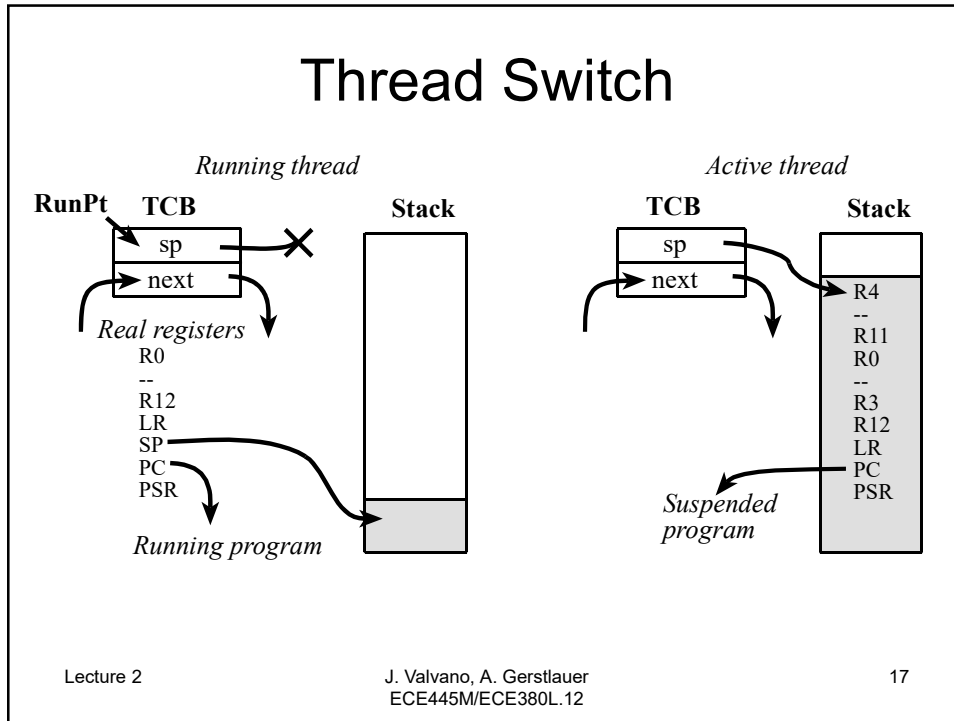 Thread Switch
Running thread
Active thread
RunPt
TCB
Stack
sp
next
Real registers
R0
--
R12
LR
SP
PC
PSR
Running program
TCB
Stack
sp
next
R4
--
R11
R0
--
R3
R12
LR
PC
PSR
Suspended
program
Lecture 2
J. Valvano, A. Gerstlauer
ECE445M/ECE380L.12
17